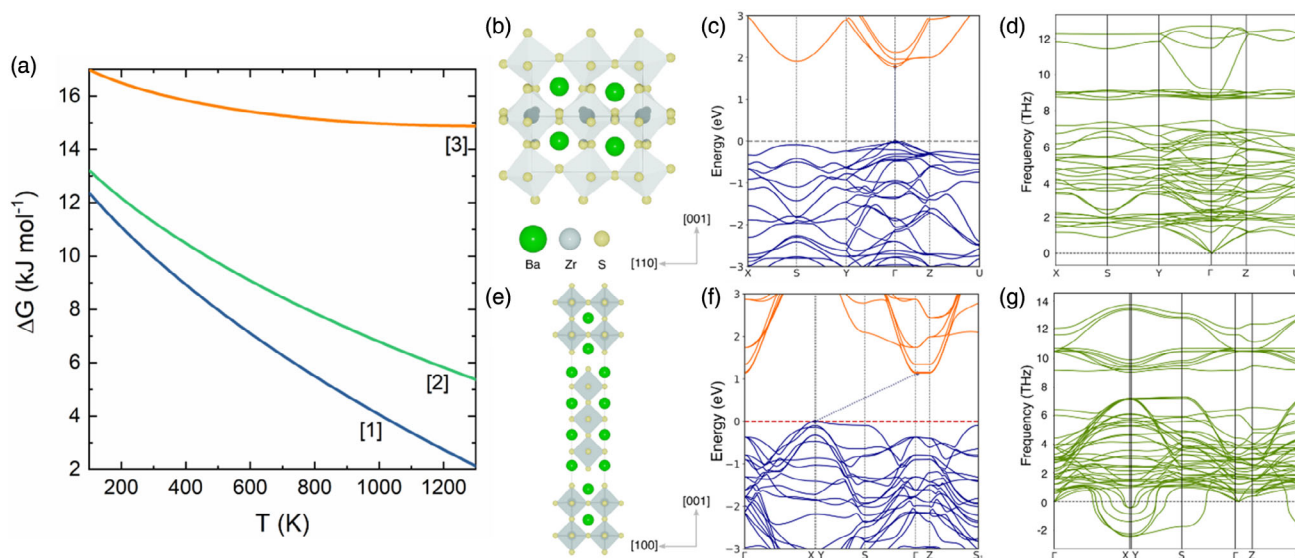 (a)
ΔG (kJ mol⁻¹)
16
14
12
10
8
6
4
2
[3]
[2]
[1]
200 400 600 800 1000 1200
T (K)
(b)
Ba Zr S
[001]
[110]
(c)
Energy (eV)
3
2
1
0
−1
−2
−3
X S Y Γ Z U
(d)
Frequency (THz)
12
10
8
6
4
2
0
X S Y Γ Z U
(e)
[001]
[100]
(f)
Energy (eV)
3
2
1
0
−1
−2
−3
Γ X Y S Γ Z
(g)
Frequency (THz)
14
12
10
8
6
4
2
0
-2
Γ X Y S Γ Z